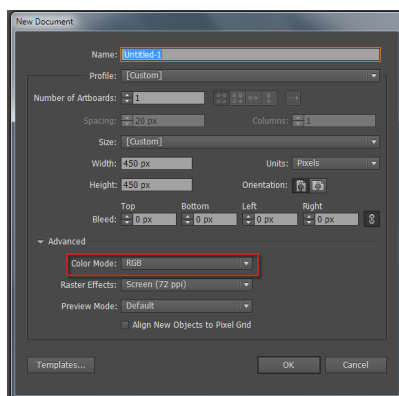 New Document
Name: Untitled-1
Profile: [Custom]
Number of Artboards: 1
Spacing: 20 px Columns: 1
Size: [Custom]
Width: 450 px Units: Pixels
Height: 450 px Orientation:
Top Bottom Left Right
Bleed: 0 px 0 px 0 px 0 px
Advanced
Color Mode: RGB
Raster Effects: Screen (72 ppi)
Preview Mode: Default
Align New Objects to Pixel Grid
Templates... OK Cancel